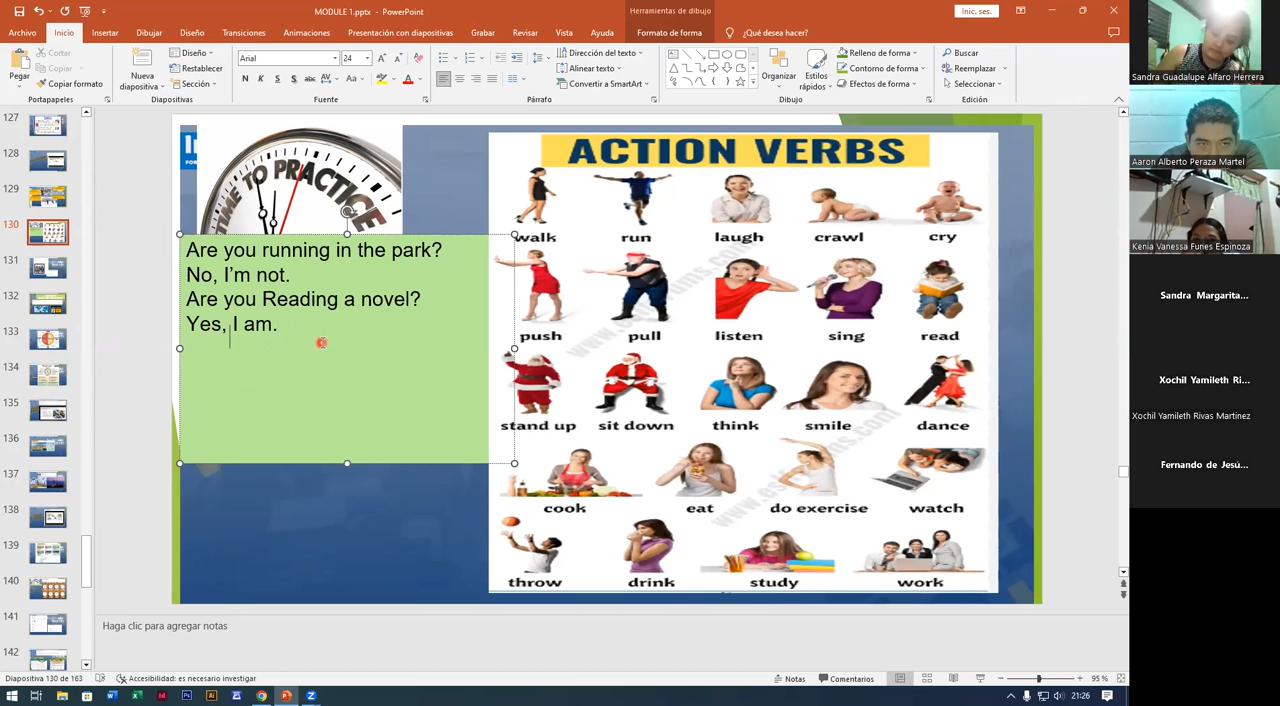 MODULE 1.pptx - PowerPoint
Herramientas de dibujo
Inic. ses.
Archivo Inicio Insertar Dibujar Diseño Transiciones Animaciones Presentación con diapositivas Grabar Revisar Vista Ayuda Formato de forma ¿Qué desea hacer?
Pegar
Cortar
Copiar
Copiar formato
Portapapeles
Nueva diapositiva
Diseño
Restablecer
Sección
Diapositivas
Arial 24
N K S S abc AV Aa
Fuente
Dirección del texto
Alinear texto
Convertir a SmartArt
Párrafo
Organizar
Estilos rápidos
Relleno de forma
Contorno de forma
Efectos de forma
Dibujo
Buscar
Reemplazar
Seleccionar
Edición
127
128
129
130
131
132
133
134
135
136
137
138
139
140
141
142
TIME TO PRACTICE
Are you running in the park?
No, I'm not.
Are you Reading a novel?
Yes, I am.
ACTION VERBS
walk run laugh crawl cry
push pull listen sing read
stand up sit down think smile dance
cook eat do exercise watch
throw drink study work
Haga clic para agregar notas
Diapositiva 130 de 163
Accesibilidad: es necesario investigar
Notas
Comentarios
95 %
21:26
Sandra Guadalupe Alfaro Herrera
Aaron Alberto Peraza Martel
Kenia Vanessa Funes Espinoza
Sandra Margarita...
Xochil Yamileth Ri...
Xochil Yamileth Rivas Martinez
Fernando de Jesú...